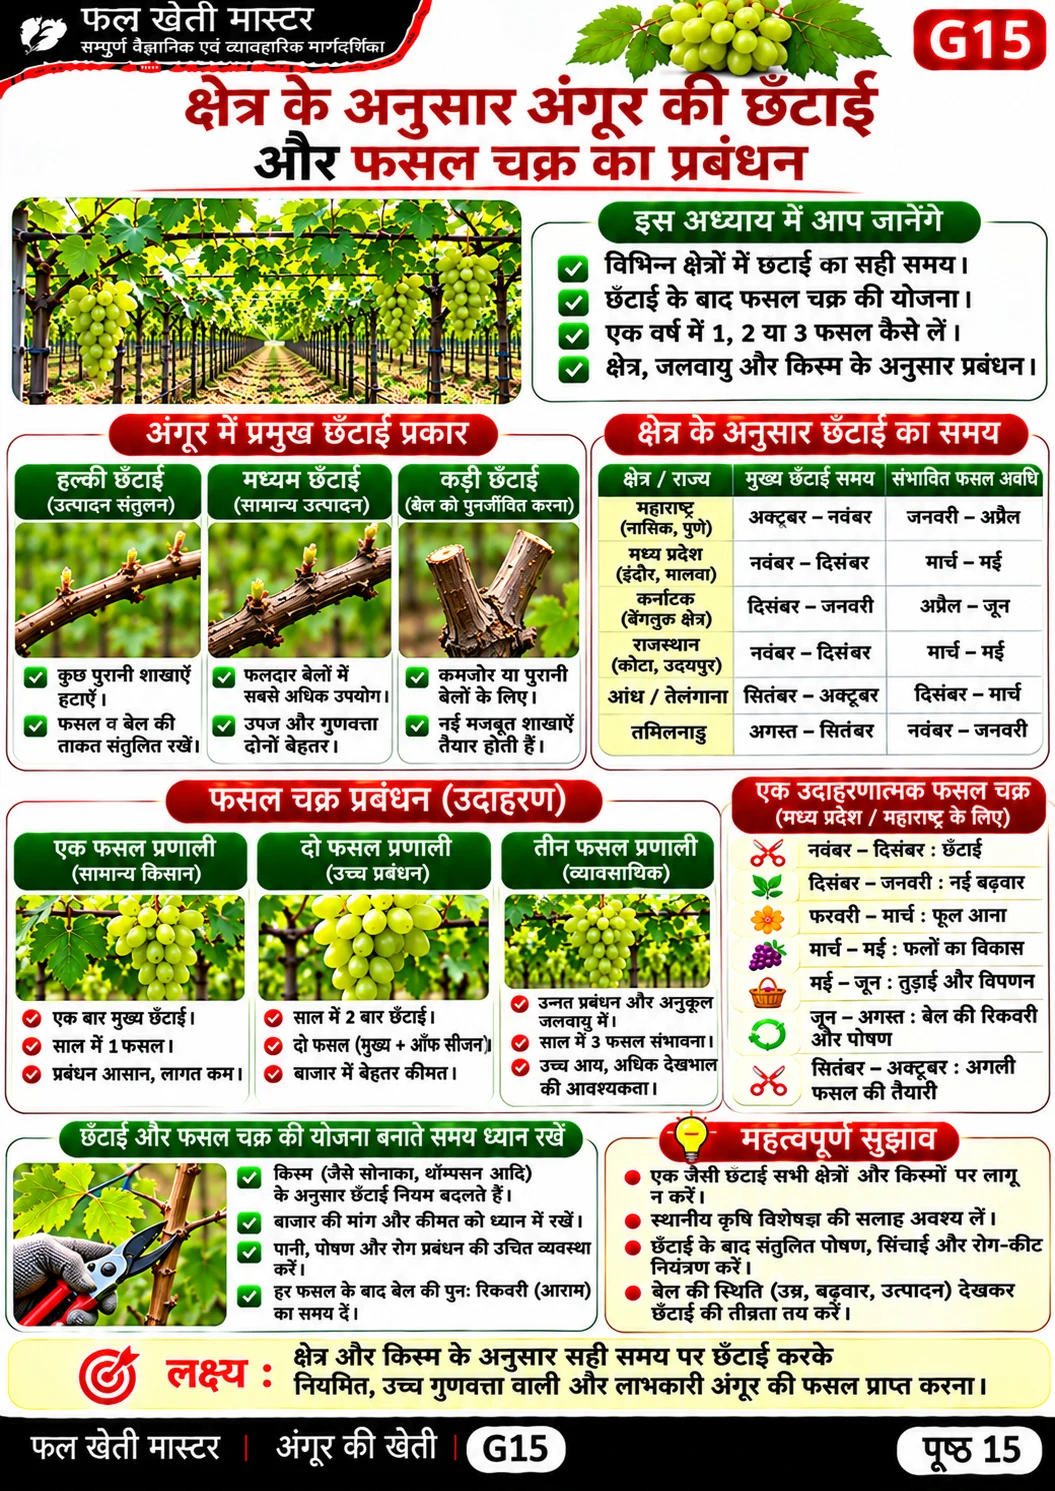 फल खेती मास्टर
सम्पुर्ण वैज्ञानिक एवं व्यावहारिक मार्गदर्शिका
G15
क्षेत्र के अनुसार अंगूर की छँटाई
और फसल चक्र का प्रबंधन
इस अध्याय में आप जानेंगे
विभिन्न क्षेत्रों में छटाई का सही समय।
छँटाई के बाद फसल चक्र की योजना।
एक वर्ष में 1, 2 या 3 फसल कैसे लें।
क्षेत्र, जलवायु और किस्म के अनुसार प्रबंधन।
अंगूर में प्रमुख छँटाई प्रकार
हल्की छँटाई
(उत्पादन संतुलन)
कुछ पुरानी शाखाएँ
हटाएँ।
फसल व बेल की
ताकत संतुलित रखें।
मध्यम छँटाई
(सामान्य उत्पादन)
फलदार बेलों में
सबसे अधिक उपयोग।
उपज और गुणवत्ता
दोनों बेहतर।
कड़ी छँटाई
(बेल को पुनर्जीवित करना)
कमजोर या पुरानी
बेलों के लिए।
नई मजबूत शाखाएँ
तैयार होती हैं।
क्षेत्र के अनुसार छँटाई का समय
क्षेत्र / राज्य मुख्य छँटाई समय संभावित फसल अवधि
महाराष्ट्र
(नासिक, पुणे) अक्टूबर – नवंबर जनवरी – अप्रैल
मध्य प्रदेश
(इंदौर, मालवा) नवंबर – दिसंबर मार्च – मई
कर्नाटक
(बेंगलुक क्षेत्र) दिसंबर – जनवरी अप्रैल – जून
राजस्थान
(कोटा, उदयपुर) नवंबर – दिसंबर मार्च – मई
आंध / तेलंगाना सितंबर – अक्टूबर दिसंबर – मार्च
तमिलनाडु अगस्त – सितंबर नवंबर – जनवरी
फसल चक्र प्रबंधन (उदाहरण)
एक फसल प्रणाली
(सामान्य किसान)
एक बार मुख्य छँटाई।
साल में 1 फसल।
प्रबंधन आसान, लागत कम।
दो फसल प्रणाली
(उच्च प्रबंधन)
साल में 2 बार छँटाई।
दो फसल (मुख्य + ऑफ सीजन)।
बाजार में बेहतर कीमत।
तीन फसल प्रणाली
(व्यावसाथिक)
उन्नत प्रबंधन और अनुकूल
जलवायु में।
साल में 3 फसल संभावना।
उच्च आय, अधिक देखभाल
की आवश्यकता।
एक उदाहरणात्मक फसल चक्र
(मध्य प्रदेश / महाराष्ट्र के लिए)
नवंबर – दिसंबर : छँटाई
दिसंबर – जनवरी : नई बढ़वार
फरवरी – मार्च : फूल आना
मार्च – मई : फलों का विकास
मई – जून : तुड़ाई और विपणन
जून – अगस्त : बेल की रिकवरी
और पोषण
सितंबर – अक्टूबर : अगली
फसल की तैयारी
छँटाई और फसल चक्र की योजना बनाते समय ध्यान रखें
किस्म (जैसे सोनाका, थॉम्पसन आदि)
के अनुसार छँटाई नियम बदलते हैं।
बाजार की मांग और कीमत को ध्यान में रखें।
पानी, पोषण और रोग प्रबंधन की उचित व्यवस्था
करें।
हर फसल के बाद बेल की पुनः रिकवरी (आराम)
का समय दें।
महत्वपूर्ण सुझाव
एक जैसी छँटाई सभी क्षेत्रों और किस्मों पर लागू
न करें।
स्थानीय कृषि विशेषज्ञ की सलाह अवश्य लें।
छँटाई के बाद संतुलित पोषण, सिंचाई और रोग-कीट
नियंत्रण करें।
बेल की स्थिति (उम्र, बढ़वार, उत्पादन) देखकर
छँटाई की तीव्रता तय करें।
लक्ष्य :
क्षेत्र और किस्म के अनुसार सही समय पर छँटाई करके
नियमित, उच्च गुणवत्ता वाली और लाभकारी अंगूर की फसल प्राप्त करना।
फल खेती मास्टर | अंगूर की खेती | G15
पृष्ठ 15